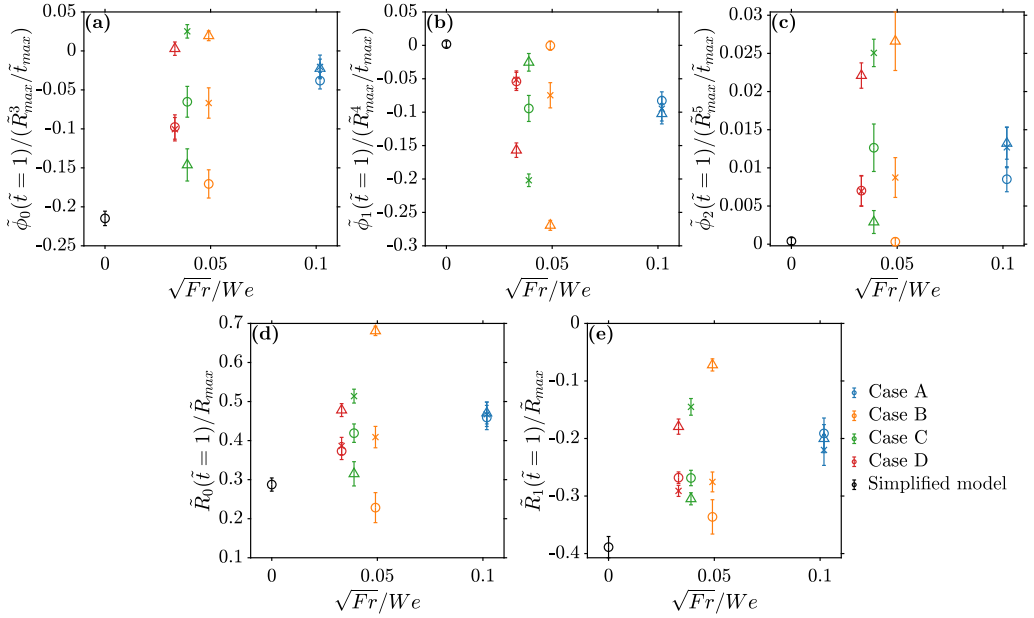 (a)
0.05
0
-0.05
-0.1
-0.15
-0.2
-0.25
ϕ̃₀(t̃ = 1)/(R̃³ₘₐₓ/t̃ₘₐₓ)
0 0.05 0.1
√Fr/We
(b)
0.05
0
-0.05
-0.1
-0.15
-0.2
-0.25
-0.3
ϕ̃₁(t̃ = 1)/(R̃⁴ₘₐₓ/t̃ₘₐₓ)
0 0.05 0.1
√Fr/We
(c)
0.03
0.025
0.02
0.015
0.01
0.005
0
ϕ̃₂(t̃ = 1)/(R̃⁵ₘₐₓ/t̃ₘₐₓ)
0 0.05 0.1
√Fr/We
(d)
0.7
0.6
0.5
0.4
0.3
0.2
0.1
R̃₀(t̃ = 1)/R̃ₘₐₓ
0 0.05 0.1
√Fr/We
(e)
0
-0.1
-0.2
-0.3
-0.4
R̃₁(t̃ = 1)/R̃ₘₐₓ
0 0.05 0.1
√Fr/We
Case A
Case B
Case C
Case D
Simplified model